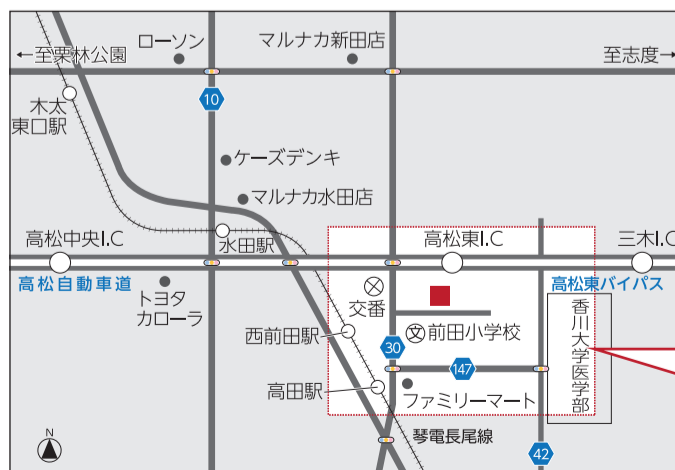 ローソン
マルナカ新田店
←至栗林公園
至志度→
木太
東口駅
10
ケーズデンキ
マルナカ水田店
水田駅
高松中央I.C
高松東I.C
三木I.C
高松自動車道
高松東バイパス
トヨタ
カローラ
交番
香川大学医学部
西前田駅
30
文
前田小学校
147
高田駅
ファミリーマート
琴電長尾線
N
42